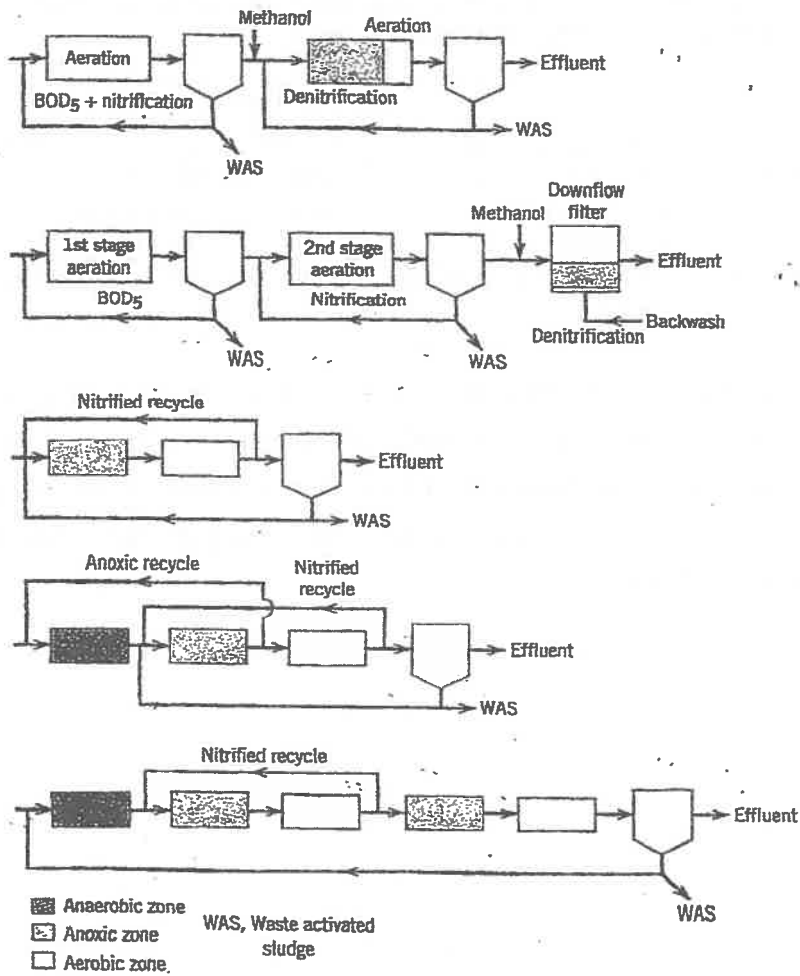 Methanol
Aeration
Aeration
Effluent
BOD5 + nitrification
Denitrification
WAS
WAS
Downflow
filter
Methanol
1st stage
aeration
2nd stage
aeration
Effluent
BOD5
Nitrification
Backwash
Denitrification
WAS
WAS
Nitrified recycle
Effluent
WAS
Anoxic recycle
Nitrified
recycle
Effluent
WAS
Nitrified recycle
Effluent
WAS
Anaerobic zone
Anoxic zone
Aerobic zone
WAS, Waste activated
sludge